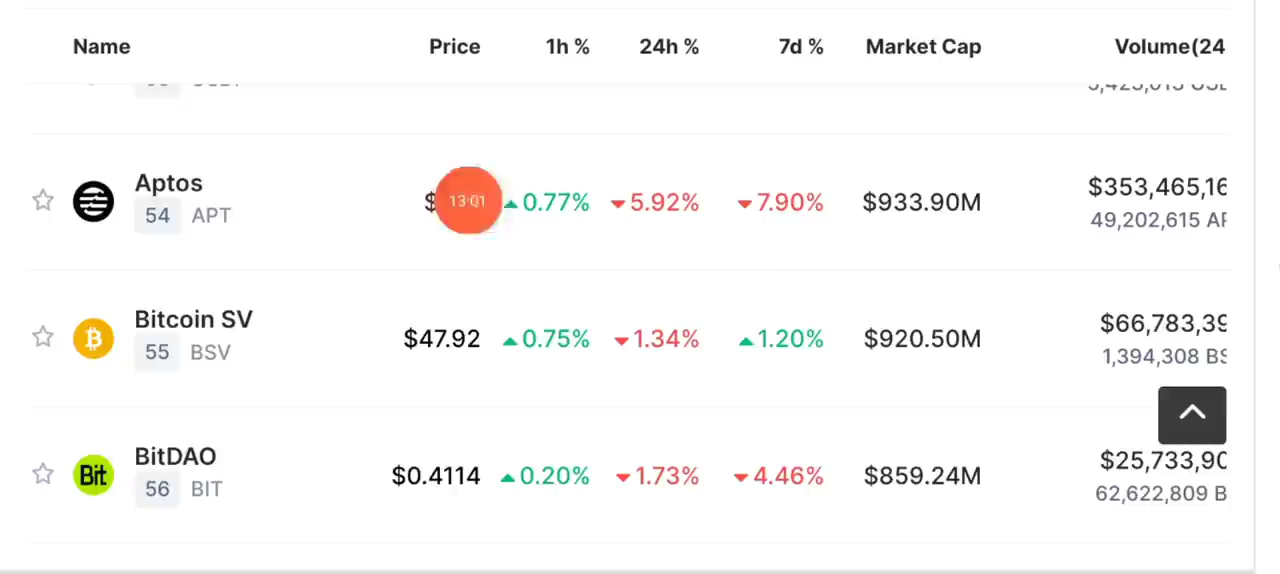 Name Price 1h % 24h % 7d % Market Cap Volume(24
Aptos
54 APT
$ 13:01 0.77% 5.92% 7.90% $933.90M $353,465,16
49,202,615
Bitcoin SV
55 BSV
$47.92 0.75% 1.34% 1.20% $920.50M $66,783,39
1,394,308
BitDAO
Bit
56 BIT
$0.4114 0.20% 1.73% 4.46% $859.24M $25,733,90
62,622,809 B